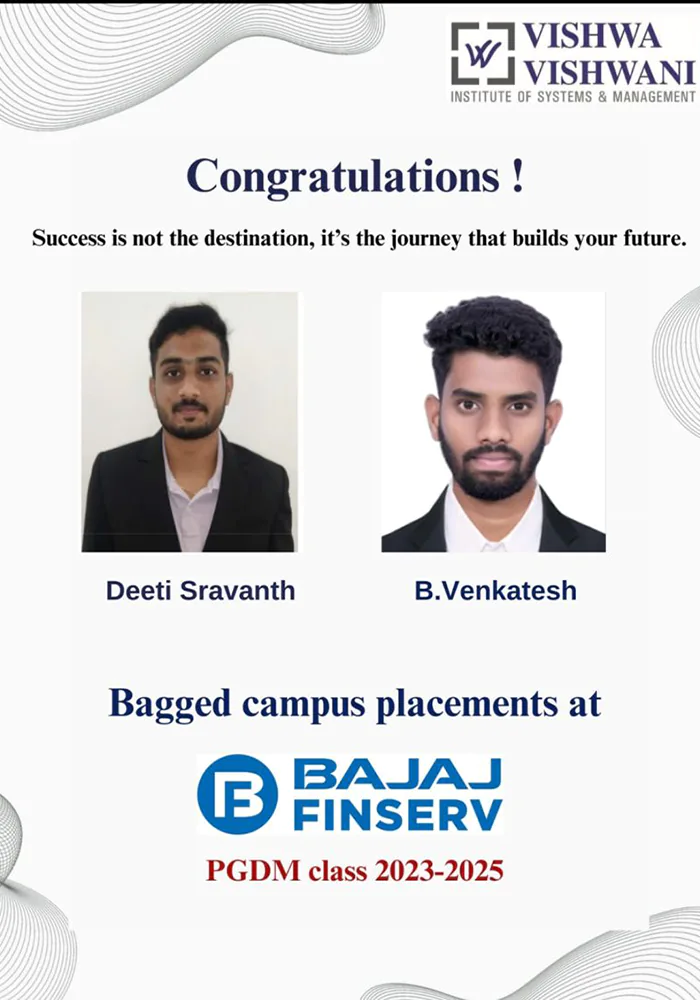 VISHWA
VISHWANI
INSTITUTE OF SYSTEMS & MANAGEMENT
Congratulations !
Success is not the destination, it's the journey that builds your future.
Deeti Sravanth
B.Venkatesh
Bagged campus placements at
BAJAJ
FINSERV
PGDM class 2023-2025